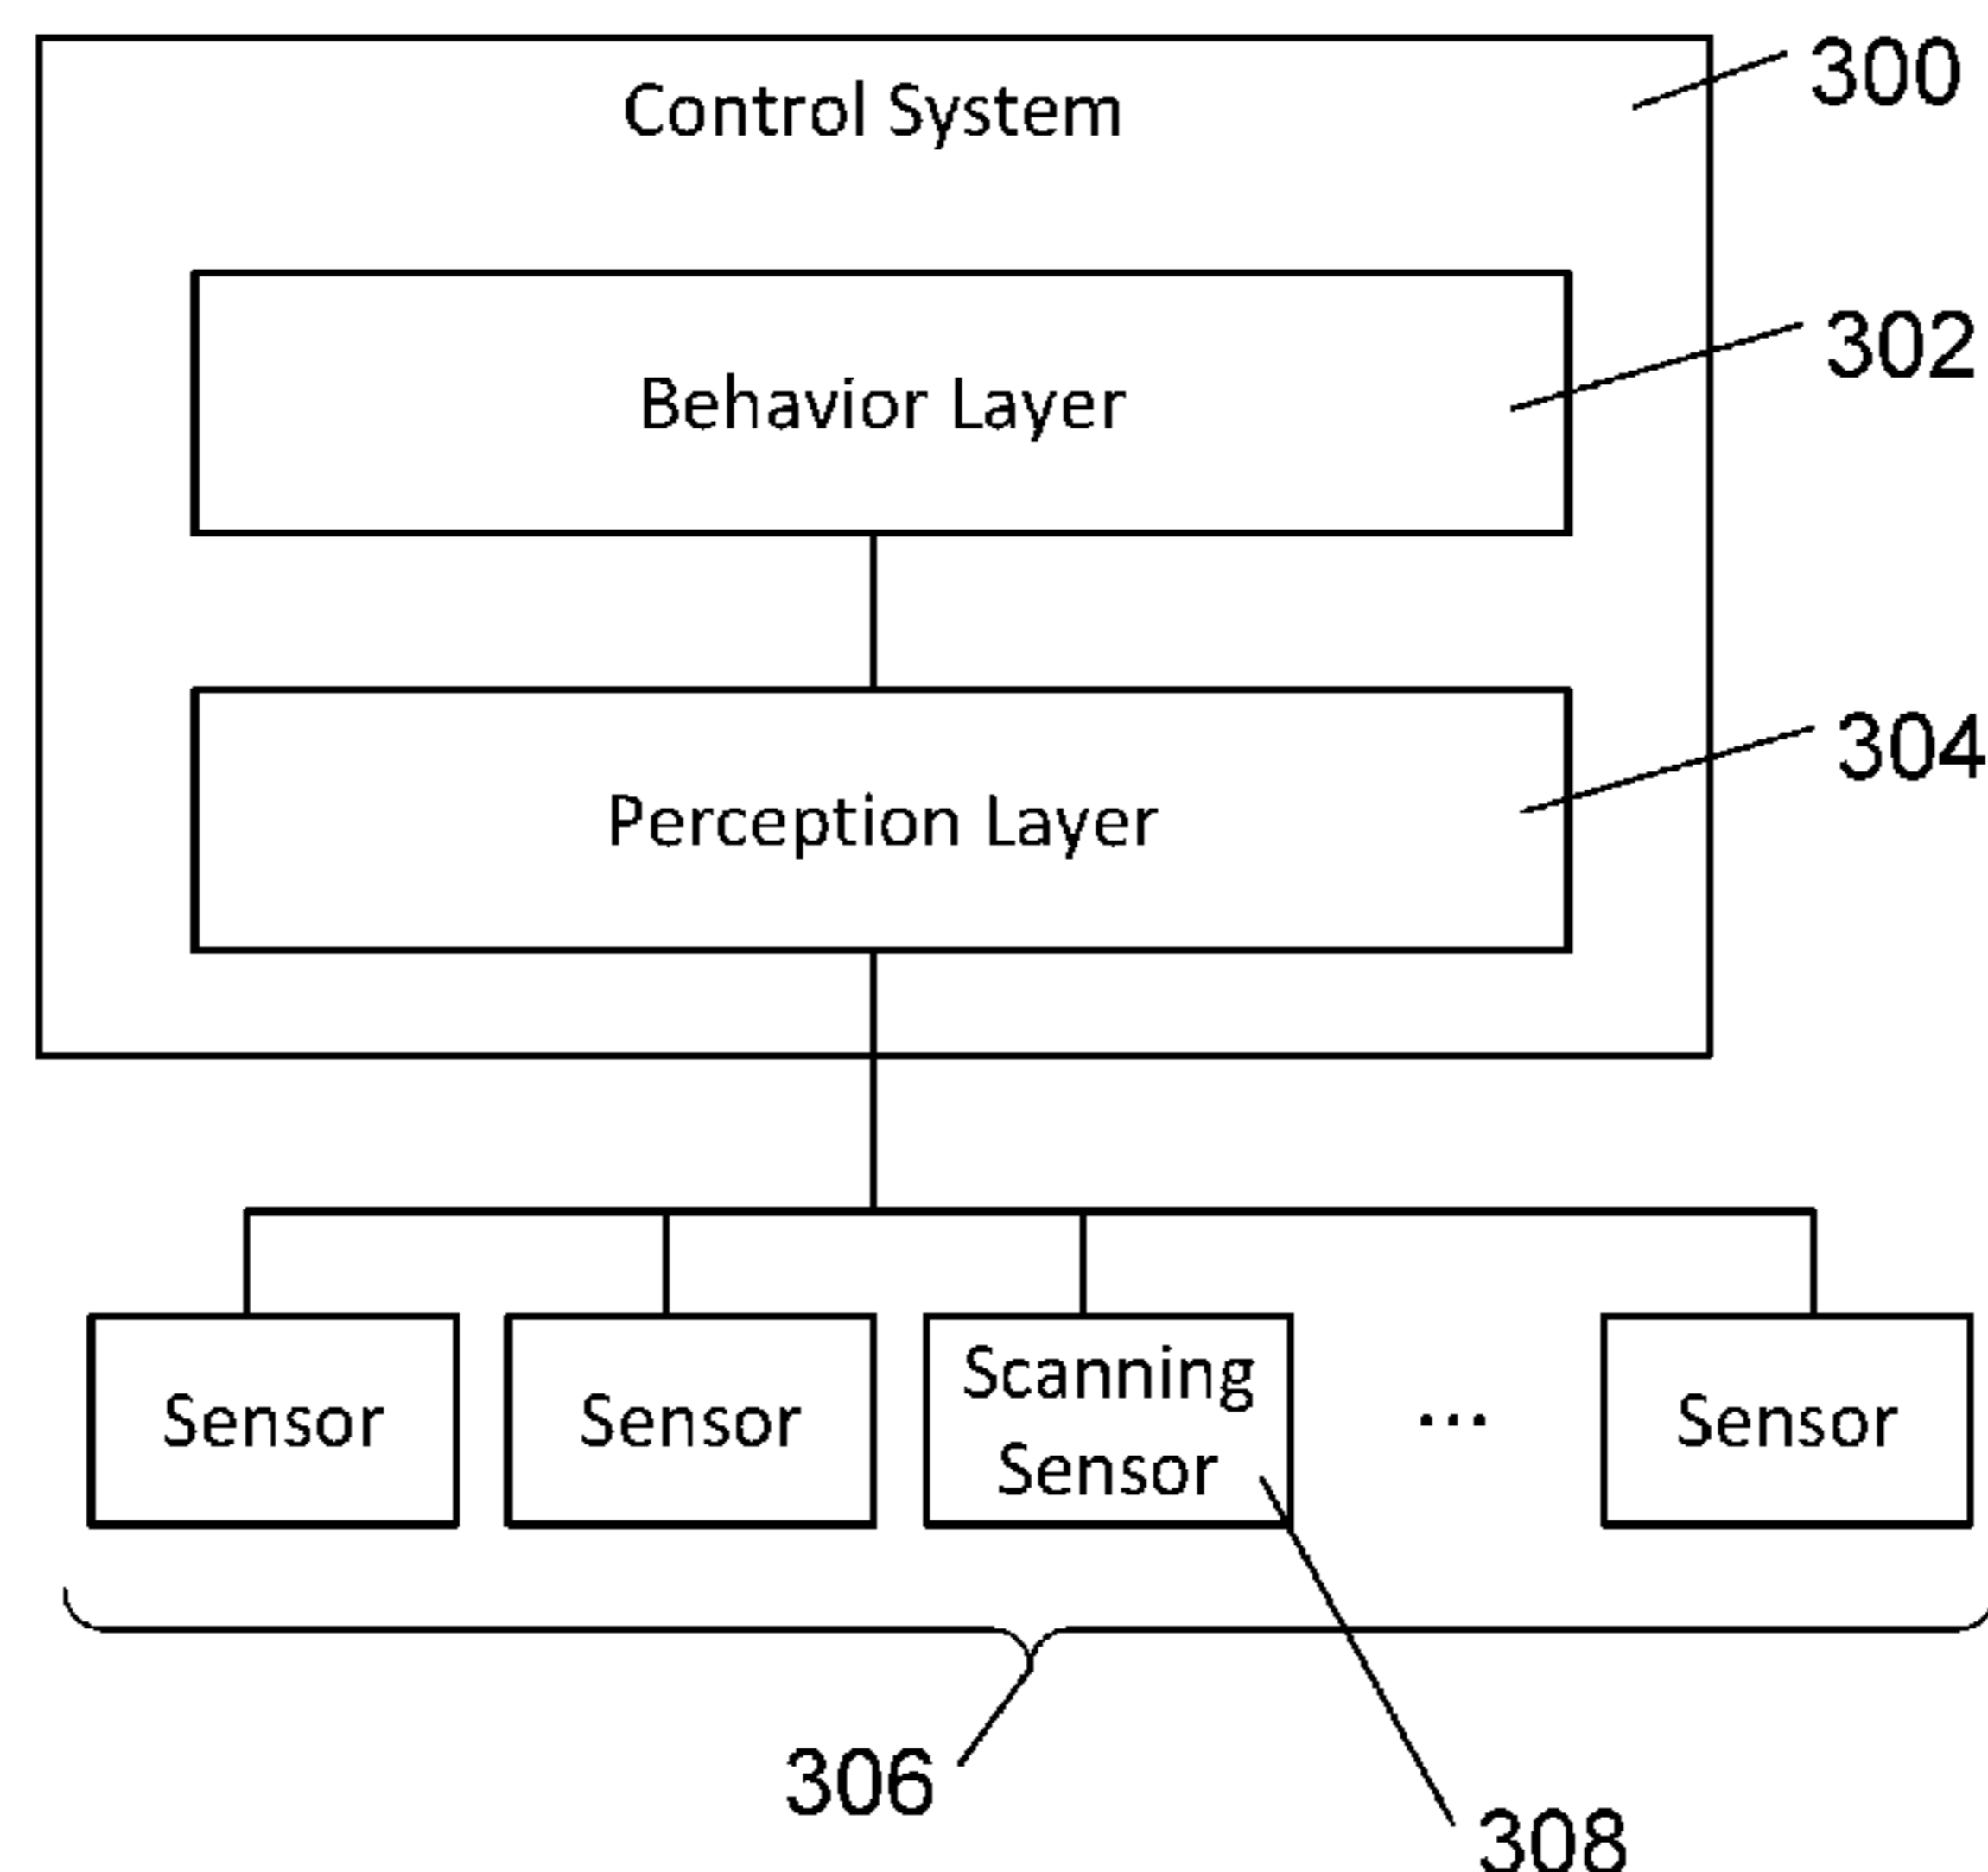 Control System
300
Behavior Layer
302
Perception Layer
304
Sensor
Sensor
Scanning
Sensor
...
Sensor
306
308